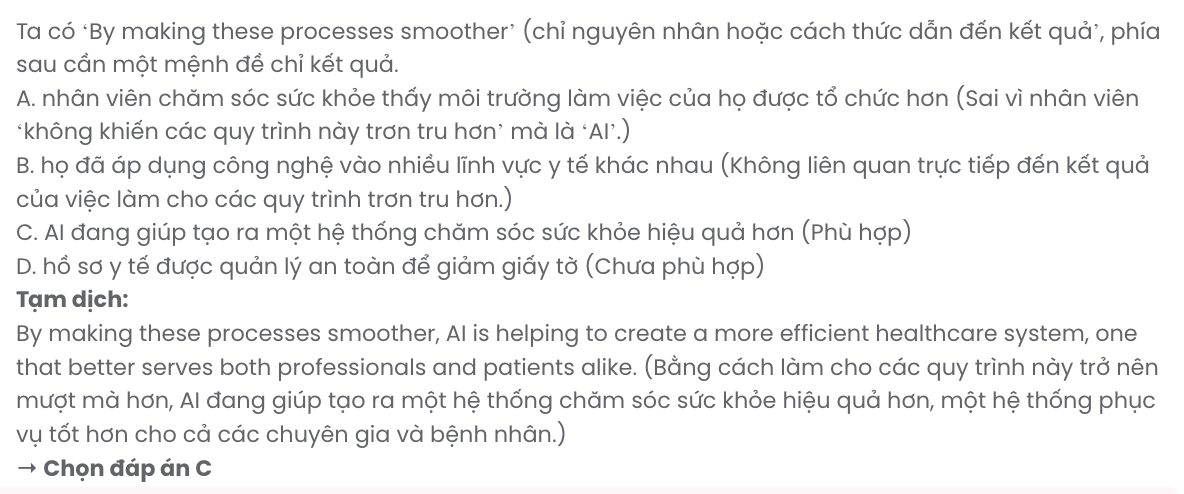 Ta có ‘By making these processes smoother’ (chỉ nguyên nhân hoặc cách thức dẫn đến kết quả’, phía
sau cần một mệnh đề chỉ kết quả.
A. nhân viên chăm sóc sức khỏe thấy môi trường làm việc của họ được tổ chức hơn (Sai vì nhân viên
‘không khiến các quy trình này trơn tru hơn’ mà là ‘AI’.)
B. họ đã áp dụng công nghệ vào nhiều lĩnh vực y tế khác nhau (Không liên quan trực tiếp đến kết quả
của việc làm cho các quy trình trơn tru hơn.)
C. AI đang giúp tạo ra một hệ thống chăm sóc sức khỏe hiệu quả hơn (Phù hợp)
D. hồ sơ y tế được quản lý an toàn để giảm giấy tờ (Chưa phù hợp)
Tạm dịch:
By making these processes smoother, AI is helping to create a more efficient healthcare system, one
that better serves both professionals and patients alike. (Bằng cách làm cho các quy trình này trở nên
mượt mà hơn, AI đang giúp tạo ra một hệ thống chăm sóc sức khỏe hiệu quả hơn, một hệ thống phục
vụ tốt hơn cho cả các chuyên gia và bệnh nhân.)
→ Chọn đáp án C